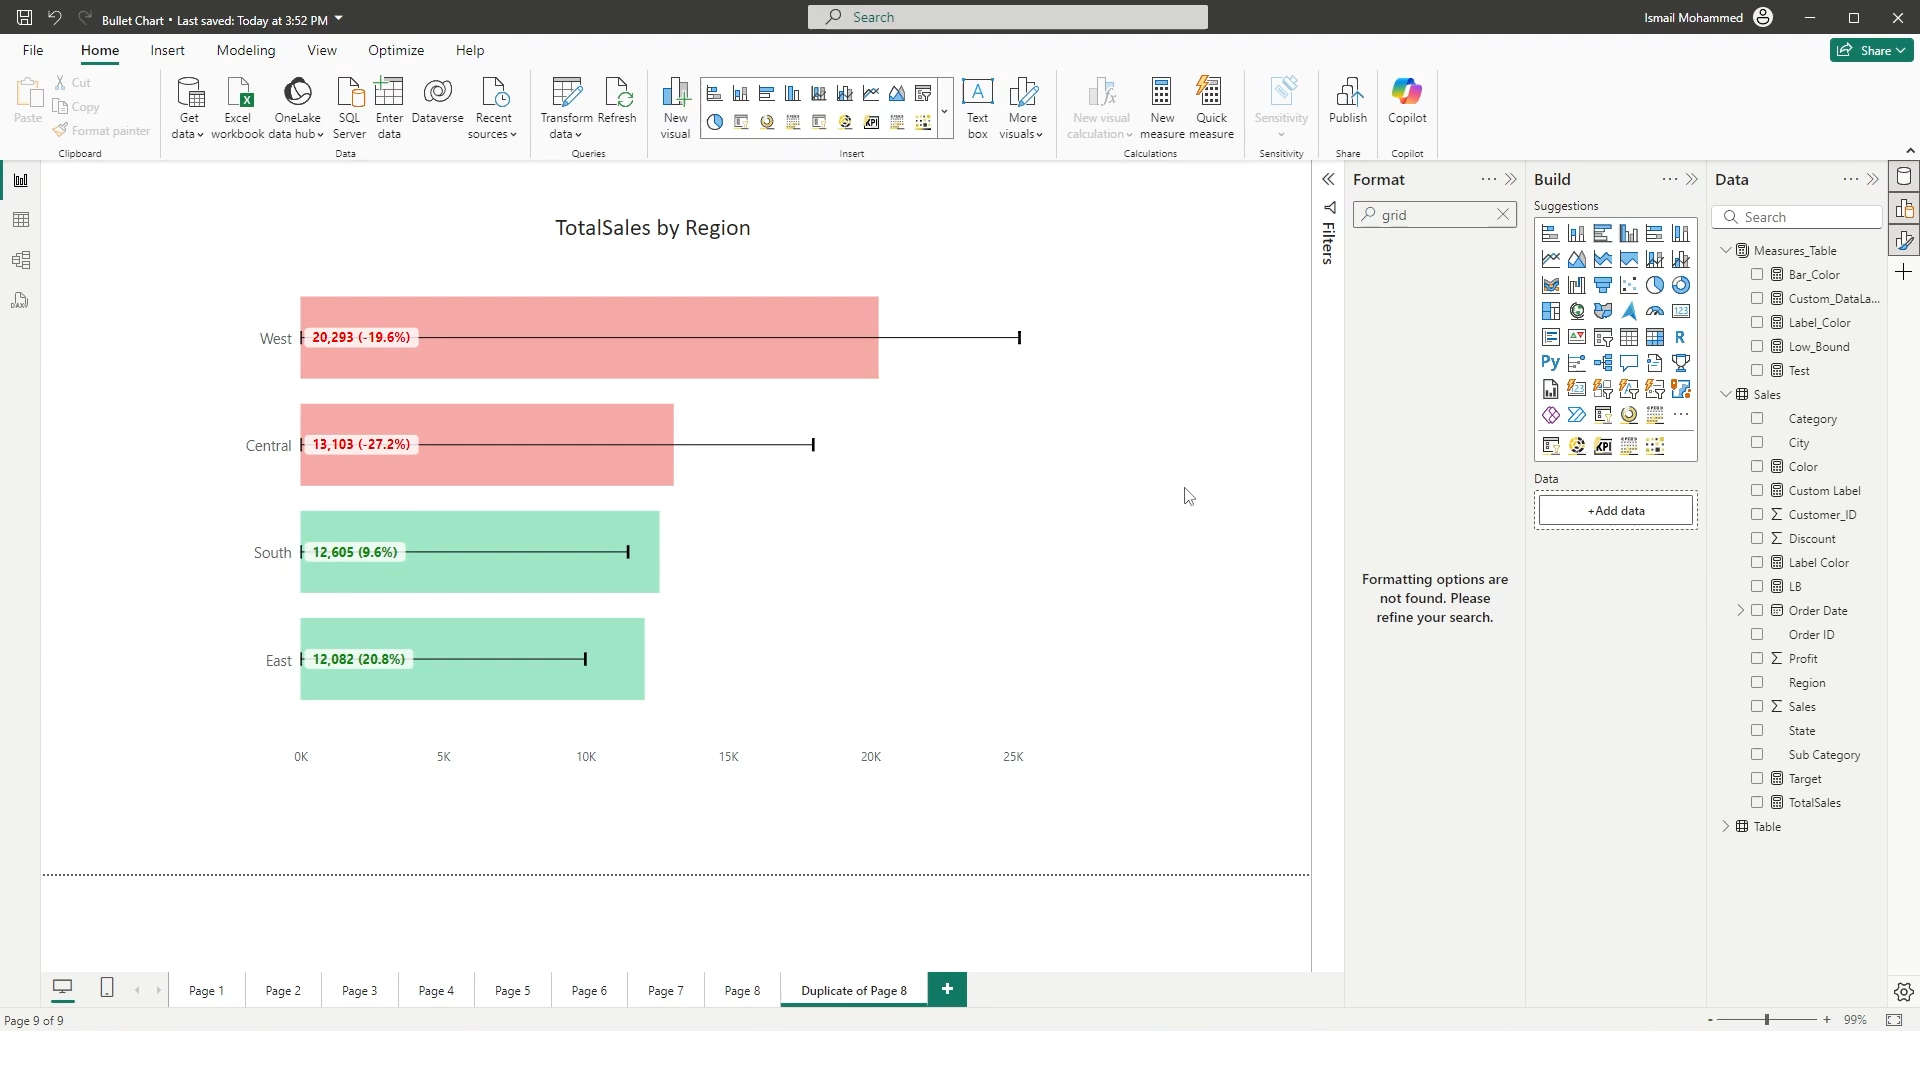 Bullet Chart • Last saved: Today at 3:52 PM
Search
Ismail Mohammed
File
Home
Insert
Modeling
View
Optimize
Help
Share
Paste
Cut
Copy
Format painter
Clipboard
Get
data
Excel
workbook
OneLake
data hub
SQL
Server
Enter
data
Dataverse
Recent
sources
Data
Transform
data
Refresh
Queries
New
visual
KPI
Text
box
More
visuals
Insert
New visual
calculation
New
measure
Quick
measure
Calculations
Sensitivity
Sensitivity
Publish
Share
Copilot
Copilot
TotalSales by Region
West
20,293 (-19.6%)
Central
13,103 (-27.2%)
South
12,605 (9.6%)
East
12,082 (20.8%)
0K
5K
10K
15K
20K
25K
Filters
Format
grid
Formatting options are
not found. Please
refine your search.
Build
Suggestions
123
R
Py
123
KPI
Data
+Add data
Data
Search
Measures_Table
Bar_Color
Custom_DataLa...
Label_Color
Low_Bound
Test
Sales
Category
City
Color
Custom Label
Customer_ID
Discount
Label Color
LB
Order Date
Order ID
Profit
Region
Sales
State
Sub Category
Target
TotalSales
Table
DAX
Page 1
Page 2
Page 3
Page 4
Page 5
Page 6
Page 7
Page 8
Duplicate of Page 8
Page 9 of 9
99%